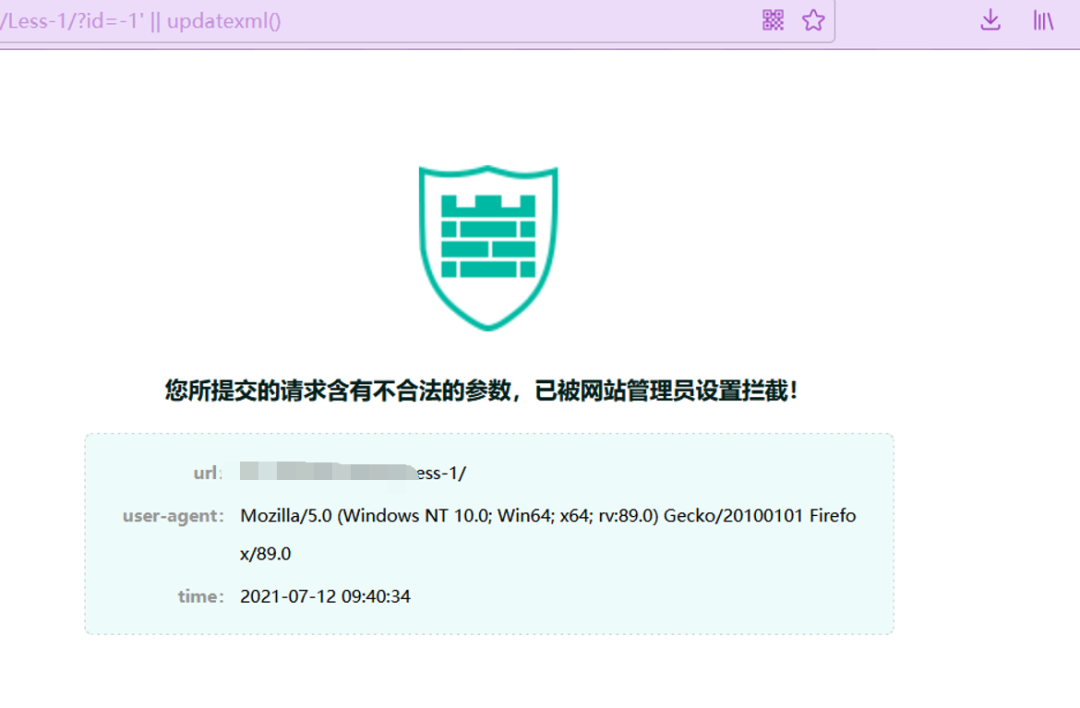 /Less-1/?id=-1' || updatexml()
您所提交的请求含有不合法的参数，已被网站管理员设置拦截！
url: ess-1/
user-agent: Mozilla/5.0 (Windows NT 10.0; Win64; x64; rv:89.0) Gecko/20100101 Firefo
x/89.0
time: 2021-07-12 09:40:34